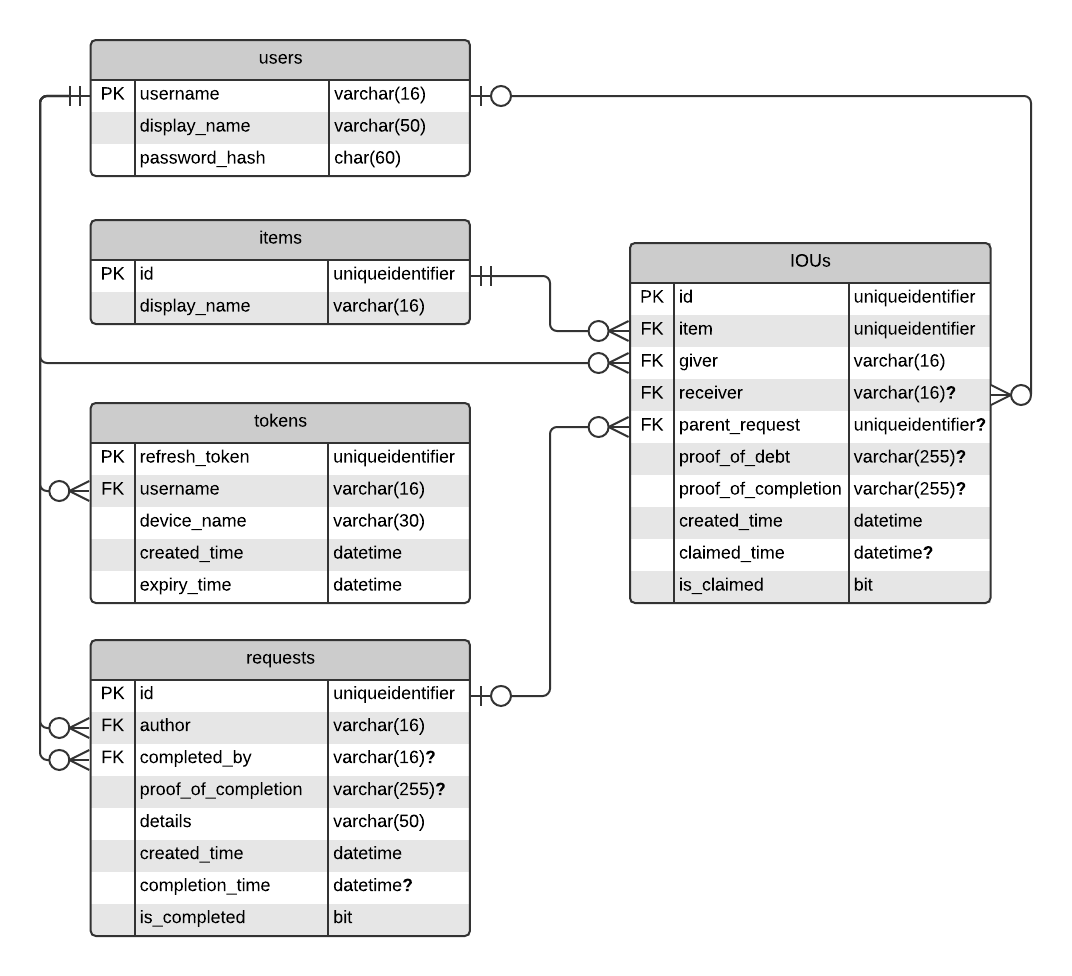 users
PK username varchar(16)
display_name varchar(50)
password_hash char(60)
items
PK id uniqueidentifier
display_name varchar(16)
IOUs
PK id uniqueidentifier
FK item uniqueidentifier
FK giver varchar(16)
FK receiver varchar(16)?
FK parent_request uniqueidentifier?
proof_of_debt varchar(255)?
proof_of_completion varchar(255)?
created_time datetime
claimed_time datetime?
is_claimed bit
tokens
PK refresh_token uniqueidentifier
FK username varchar(16)
device_name varchar(30)
created_time datetime
expiry_time datetime
requests
PK id uniqueidentifier
FK author varchar(16)
FK completed_by varchar(16)?
proof_of_completion varchar(255)?
details varchar(50)
created_time datetime
completion_time datetime?
is_completed bit